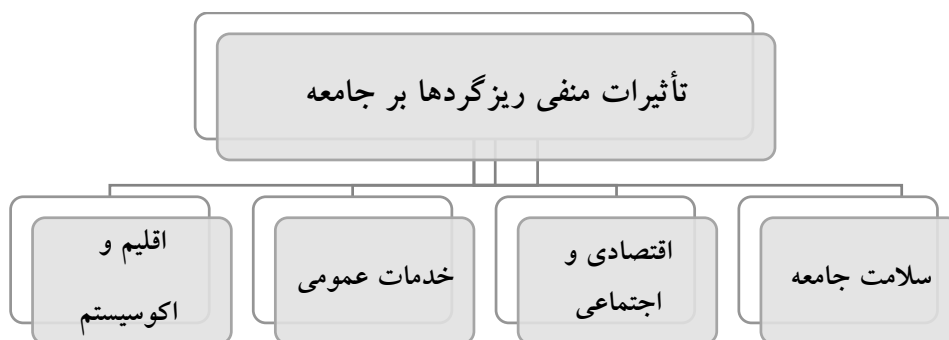 تأثیرات منفی ریزگردها بر جامعه
سلامت جامعه
اقتصادی و
اجتماعی
خدمات عمومی
اقلیم و
اکوسیستم